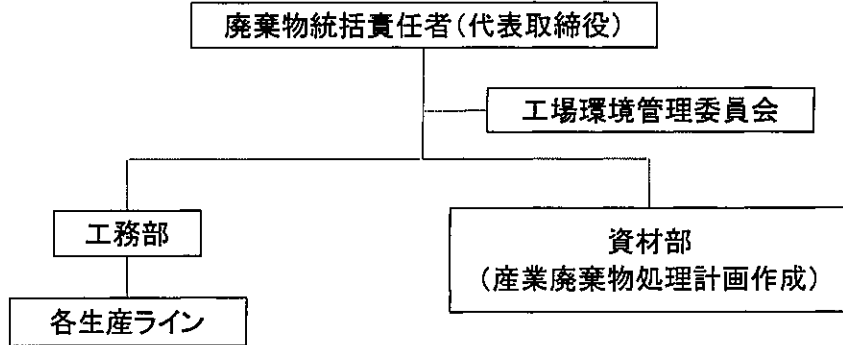 廃棄物統括責任者(代表取締役)
工場環境管理委員会
工務部
資材部
(産業廃棄物処理計画作成)
各生産ライン